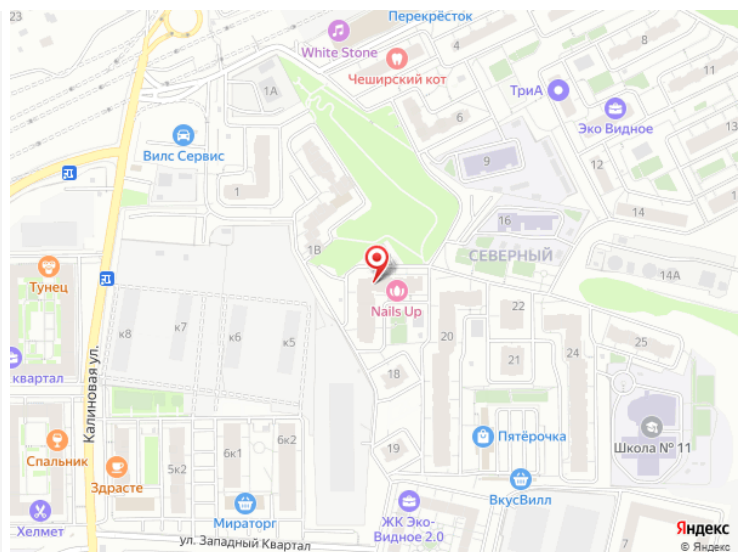 23
Перекрёсток
White Stone
Чеширский кот
8
4
11
1А
ТриА
6
Эко Видное
13
Вилс Сервис
9
12
1
14
16
1В
СЕВЕРНЫЙ
Тунец
14А
Nails Up
22
к8
к7
к6
к5
20
25
квартал
21
24
18
Калиновая ул.
Пятёрочка
Школа № 11
6к2
6к1
5к2
19
Спальник
Здрасте
ВкусВилл
Мираторг
ЖК Эко-
Видное 2.0
Хелмет
ул. Западный Квартал
Яндекс
© Яндекс